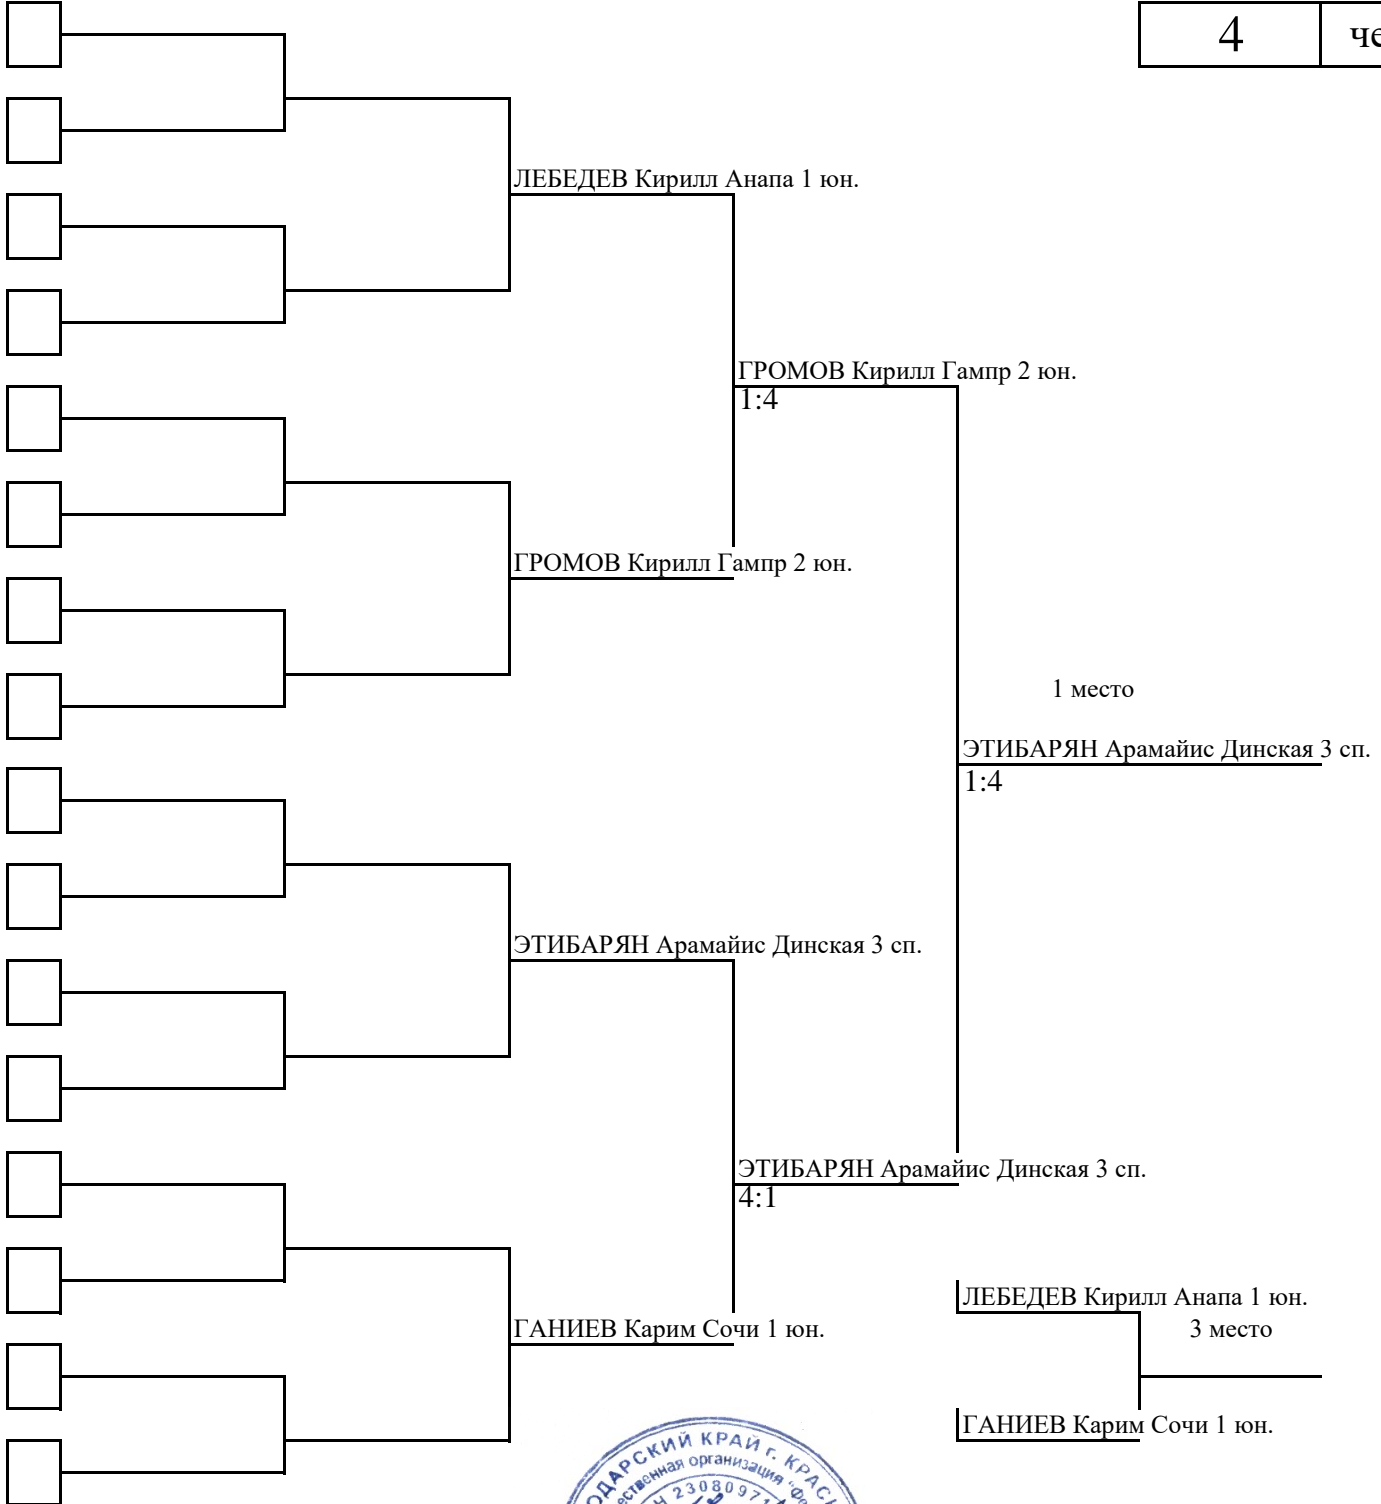 4
ЛЕБЕДЕВ Кирилл Анапа 1 юн.
ГРОМОВ Кирилл Гампр 2 юн.
1:4
ГРОМОВ Кирилл Гампр 2 юн.
1 место
ЭТИБАРЯН Арамайис Динская 3 сп.
1:4
ЭТИБАРЯН Арамайис Динская 3 сп.
ЭТИБАРЯН Арамайис Динская 3 сп.
4:1
ЛЕБЕДЕВ Кирилл Анапа 1 юн.
ГАНИЕВ Карим Сочи 1 юн.
3 место
ГАНИЕВ Карим Сочи 1 юн.
КРАЙ г.
организация